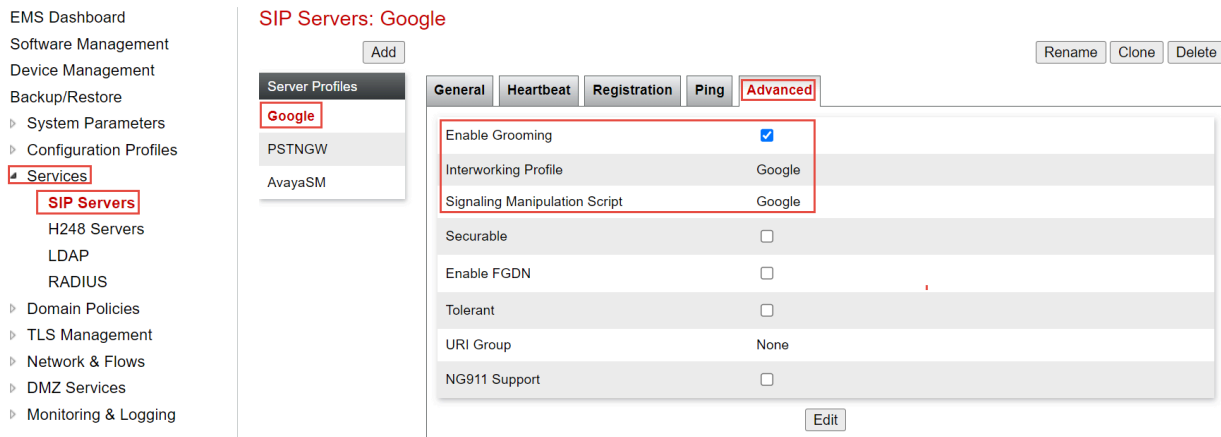 EMS Dashboard
Software Management
Device Management
Backup/Restore
System Parameters
Configuration Profiles
Services
SIP Servers
H248 Servers
LDAP
RADIUS
Domain Policies
TLS Management
Network & Flows
DMZ Services
Monitoring & Logging
SIP Servers: Google
Add
Rename Clone Delete
Server Profiles
Google
PSTNGW
AvayaSM
General Heartbeat Registration Ping Advanced
Enable Grooming
Interworking Profile Google
Signaling Manipulation Script Google
Securable
Enable FGDN
Tolerant
URI Group None
NG911 Support
Edit